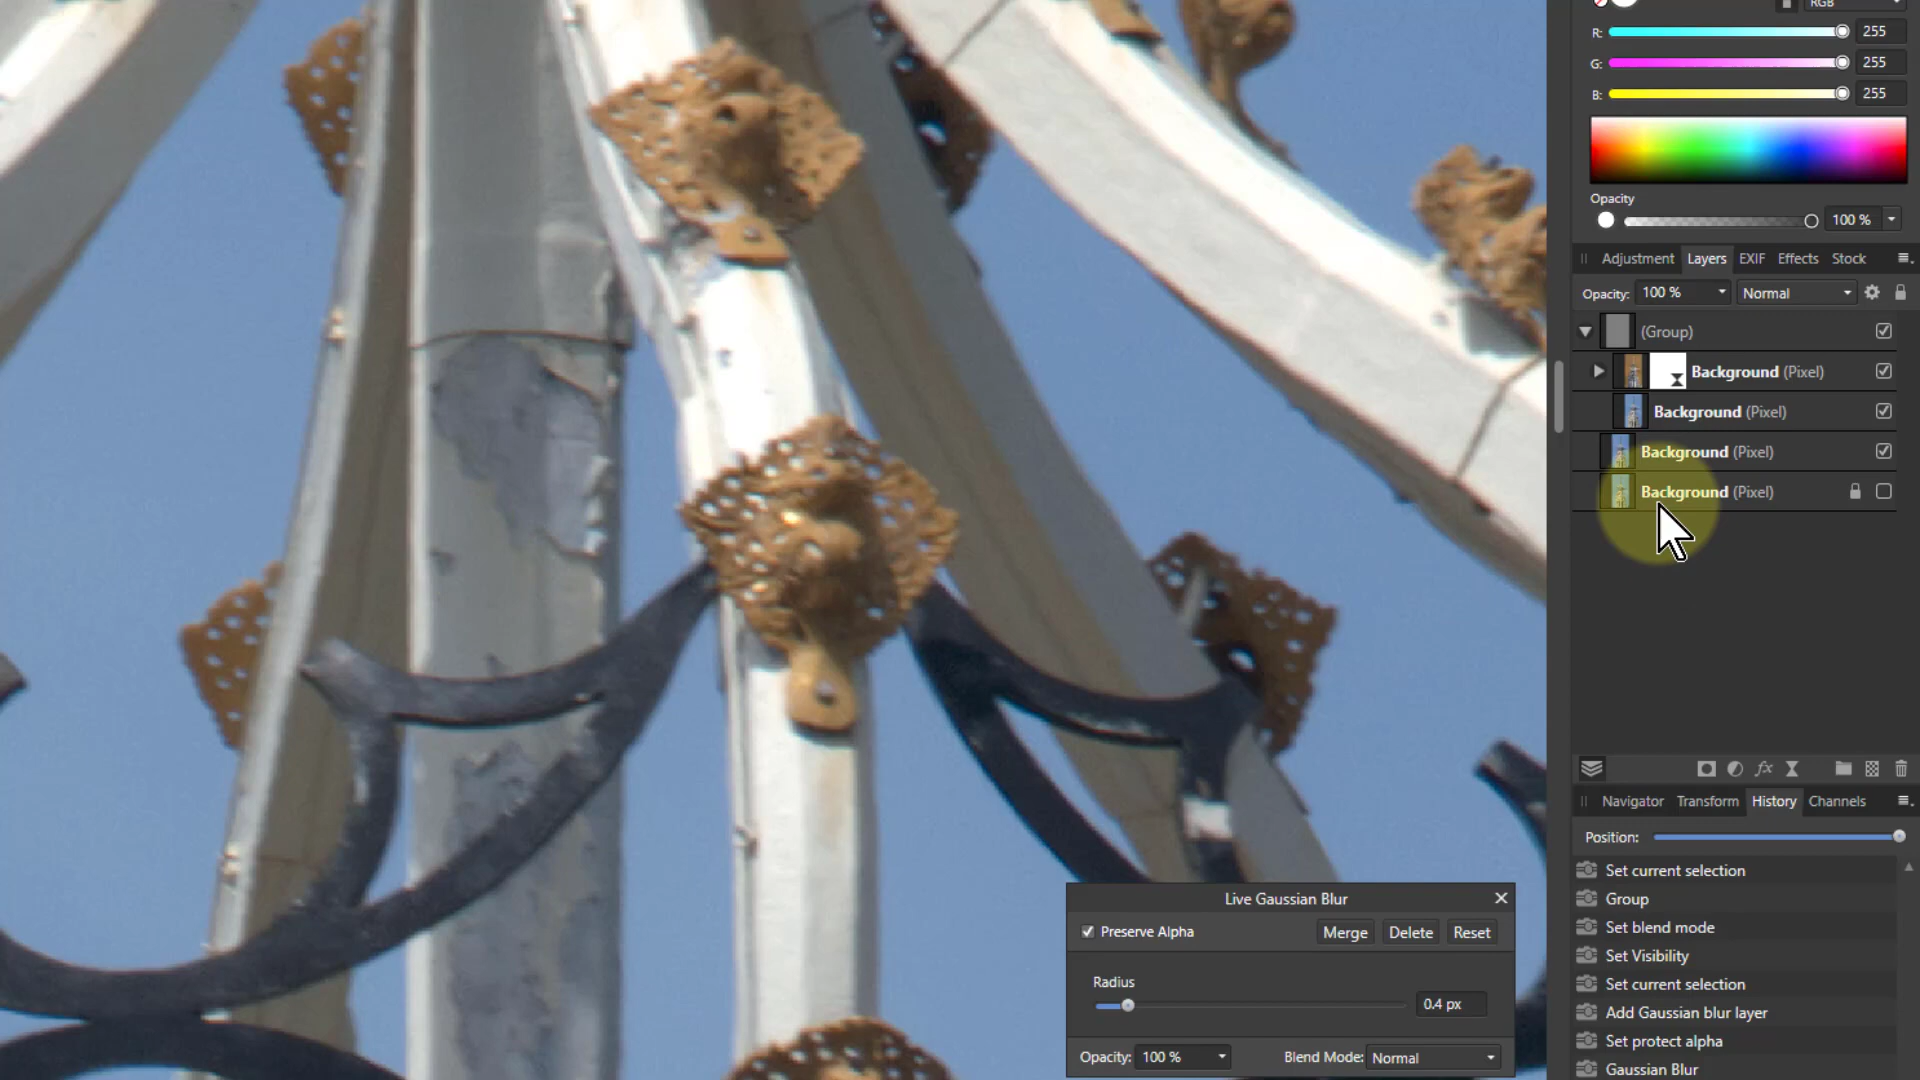 RGB
R: 255
G: 255
B: 255
Opacity
100 %
Adjustment Layers EXIF Effects Stock
Opacity: 100 % Normal
(Group)
Background (Pixel)
Background (Pixel)
Background (Pixel)
Background (Pixel)
fx
Navigator Transform History Channels
Position:
Set current selection
Group
Set blend mode
Set Visibility
Set current selection
Add Gaussian blur layer
Set protect alpha
Gaussian Blur
Live Gaussian Blur
Preserve Alpha Merge Delete Reset
Radius
0.4 px
Opacity: 100 % Blend Mode: Normal